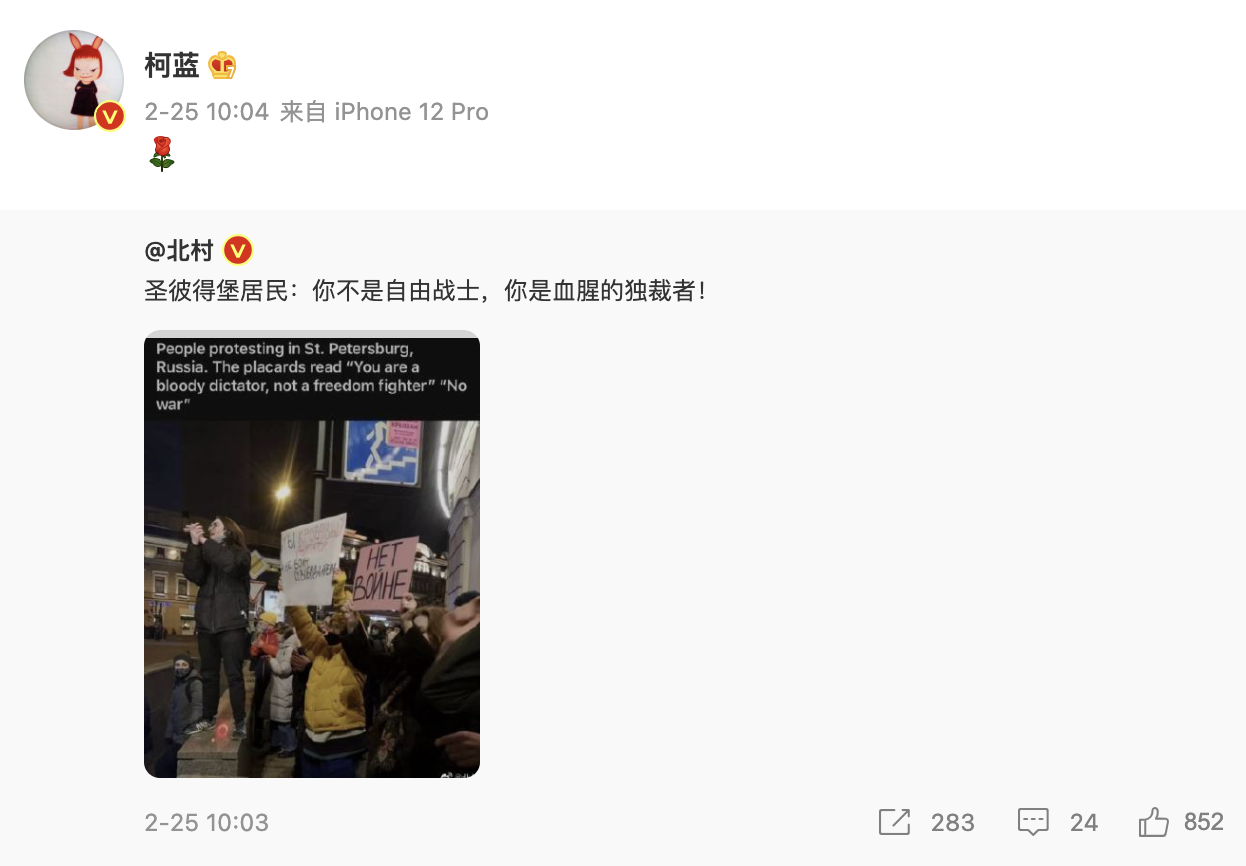 柯蓝
2-25 10:04 来自 iPhone 12 Pro
@北村
圣彼得堡居民：你不是自由战士，你是血腥的独裁者！
People protesting in St. Petersburg,
Russia. The placards read “You are a
bloody dictator, not a freedom fighter” “No
war”
НЕТ
ВОЙНЕ
2-25 10:03
283
24
852